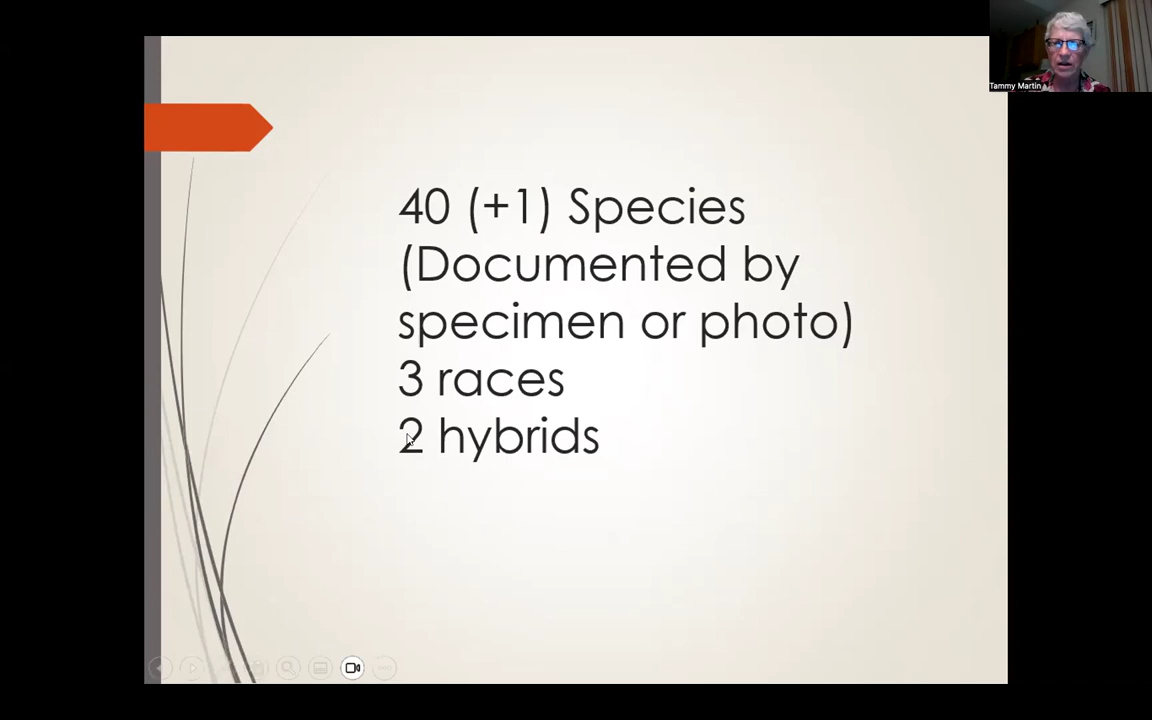 Tammy Martin
40 (+1) Species
(Documented by
specimen or photo)
3 races
2 hybrids